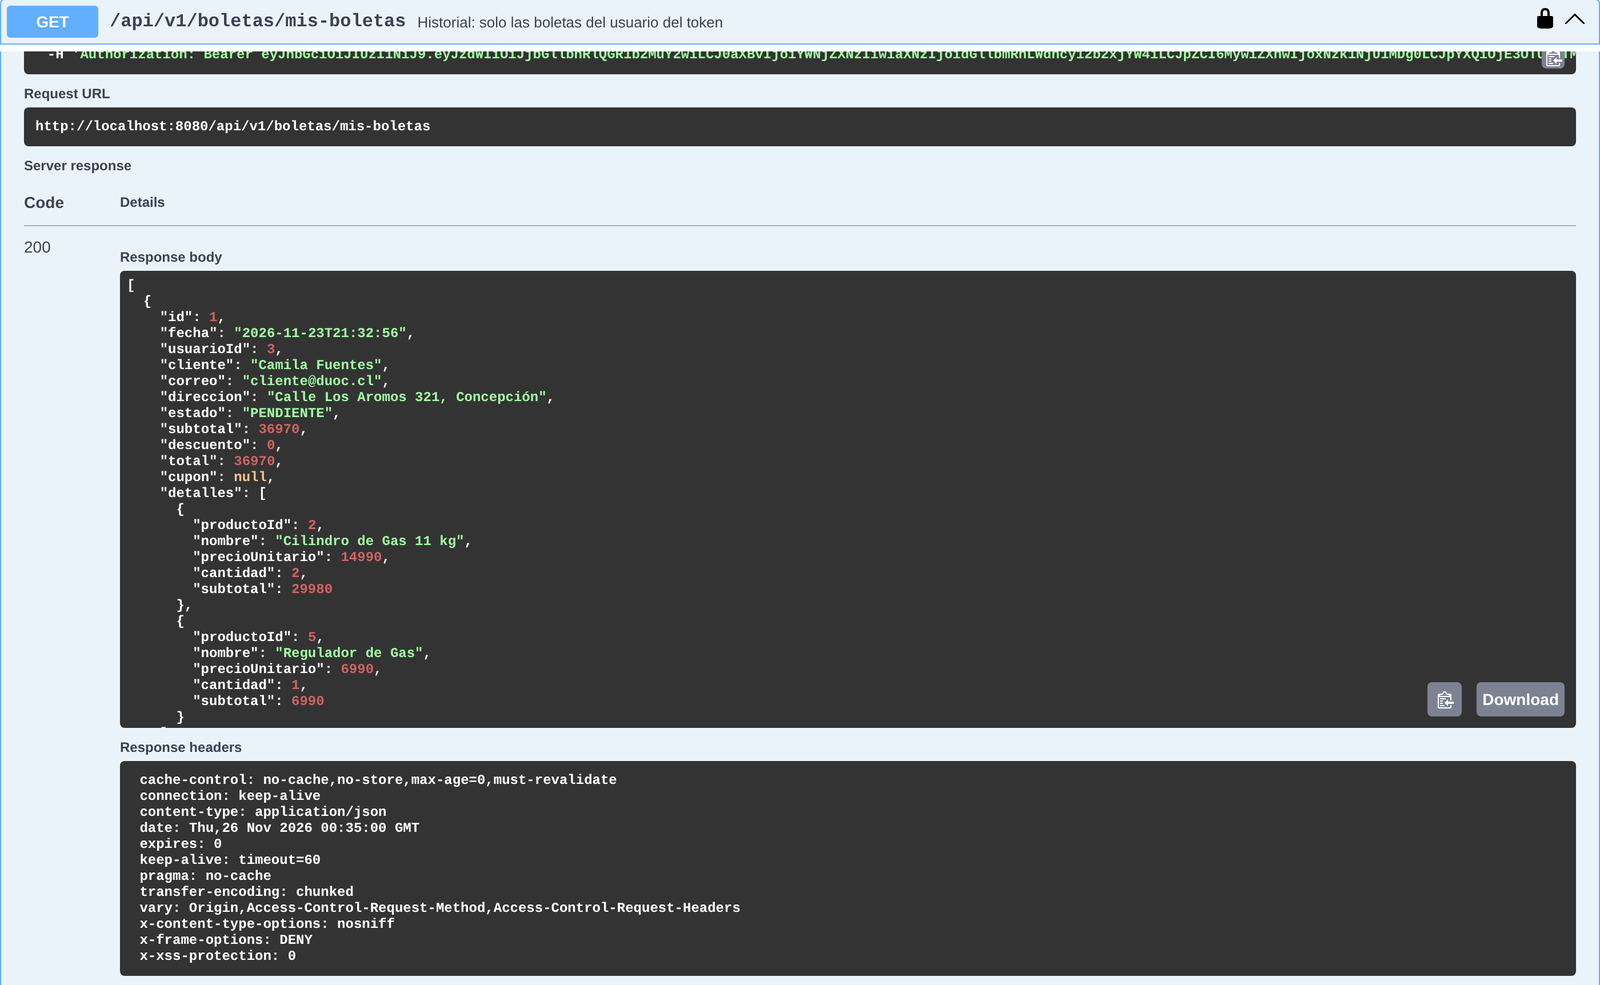 GET /api/v1/boletas/mis-boletas Historial: solo las boletas del usuario del token
-H "Authorization: Bearer
Request URL
http://localhost:8080/api/v1/boletas/mis-boletas
Server response
Code Details
200
Response body
[
{
"id": 1,
"fecha": "2026-11-23T21:32:56",
"usuarioId": 3,
"cliente": "Camila Fuentes",
"correo": "cliente@duoc.cl",
"direccion": "Calle Los Aromos 321, Concepción",
"estado": "PENDIENTE",
"subtotal": 36970,
"descuento": 0,
"total": 36970,
"cupon": null,
"detalles": [
{
"productoId": 2,
"nombre": "Cilindro de Gas 11 kg",
"precioUnitario": 14990,
"cantidad": 2,
"subtotal": 29980
},
{
"productoId": 5,
"nombre": "Regulador de Gas",
"precioUnitario": 6990,
"cantidad": 1,
"subtotal": 6990
}
Download
Response headers
cache-control: no-cache,no-store,max-age=0,must-revalidate
connection: keep-alive
content-type: application/json
date: Thu,26 Nov 2026 00:35:00 GMT
expires: 0
keep-alive: timeout=60
pragma: no-cache
transfer-encoding: chunked
vary: Origin,Access-Control-Request-Method,Access-Control-Request-Headers
x-content-type-options: nosniff
x-frame-options: DENY
x-xss-protection: 0